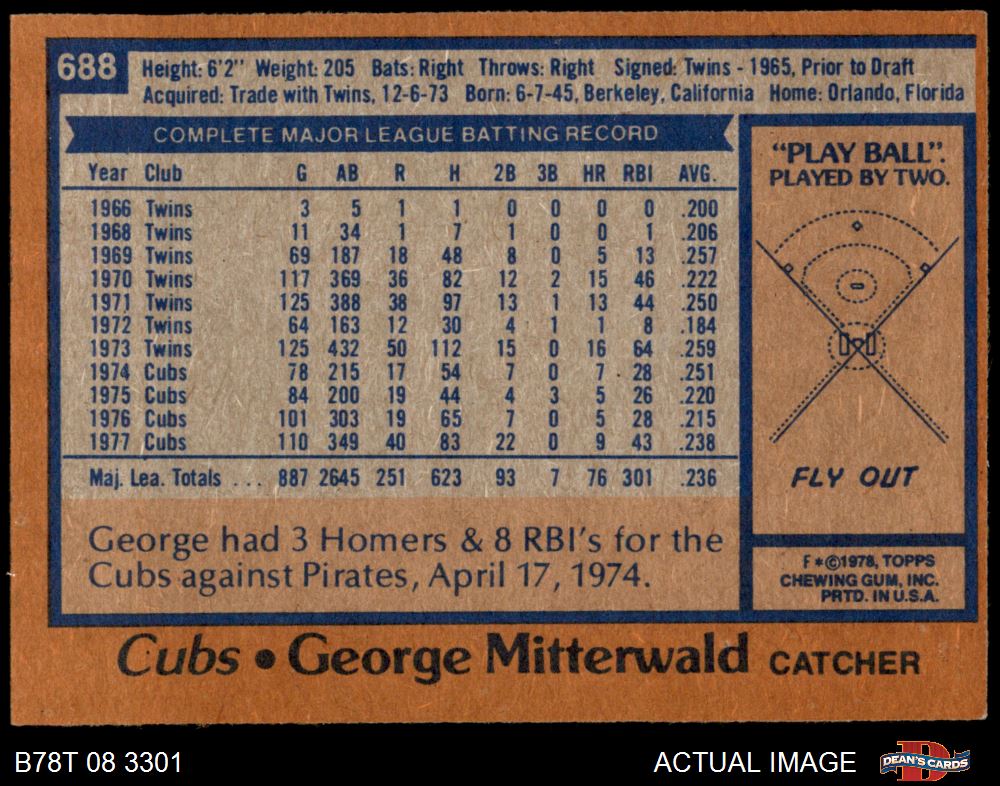 688
Height: 6'2" Weight: 205 Bats: Right Throws: Right Signed: Twins - 1965, Prior to Draft
Acquired: Trade with Twins, 12-6-73 Born: 6-7-45, Berkeley, California Home: Orlando, Florida
COMPLETE MAJOR LEAGUE BATTING RECORD
Year Club G AB R H 2B 3B HR RBI AVG.
1966 Twins 3 5 1 1 0 0 0 0 .200
1968 Twins 11 34 1 7 1 0 0 1 .206
1969 Twins 69 187 18 48 8 0 5 13 .257
1970 Twins 117 369 36 82 12 2 15 46 .222
1971 Twins 125 388 38 97 13 1 13 44 .250
1972 Twins 64 163 12 30 4 1 1 8 .184
1973 Twins 125 432 50 112 15 0 16 64 .259
1974 Cubs 78 215 17 54 7 0 7 28 .251
1975 Cubs 84 200 19 44 4 3 5 26 .220
1976 Cubs 101 303 19 65 7 0 5 28 .215
1977 Cubs 110 349 40 83 22 0 9 43 .238
Maj. Lea. Totals ... 887 2645 251 623 93 7 76 301 .236
George had 3 Homers & 8 RBI's for the
Cubs against Pirates, April 17, 1974.
"PLAY BALL".
PLAYED BY TWO.
FLY OUT
F*©1978, TOPPS
CHEWING GUM, INC.
PRTD. IN U.S.A.
Cubs • George Mitterwald CATCHER
B78T 08 3301
ACTUAL IMAGE
D
DEAN'S CARDS